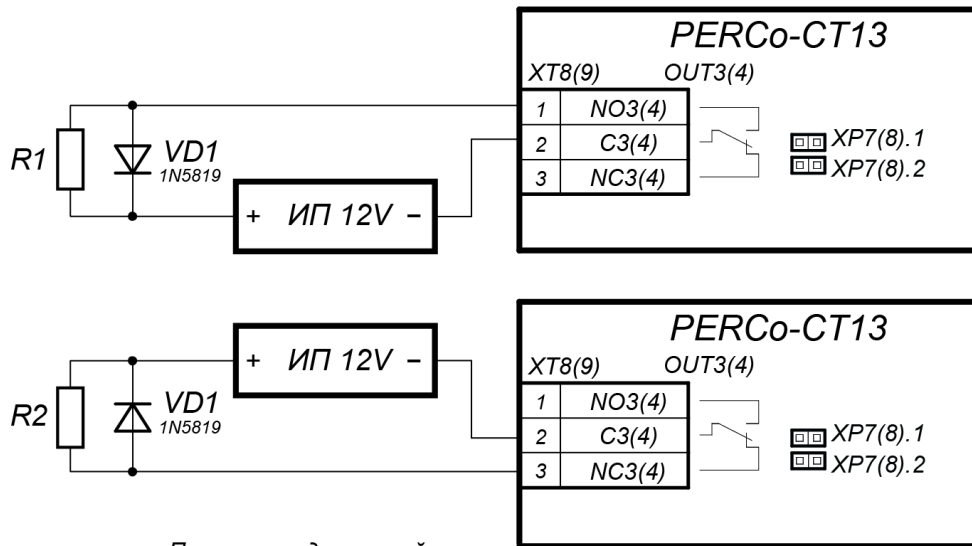 PERCo-CT13
XT8(9) OUT3(4)
1 NO3(4)
2 C3(4)
3 NC3(4)
XP7(8).1
XP7(8).2
R1
VD1
1N5819
+ ИП 12V −
PERCo-CT13
XT8(9) OUT3(4)
1 NO3(4)
2 C3(4)
3 NC3(4)
XP7(8).1
XP7(8).2
+ ИП 12V −
R2
VD1
1N5819